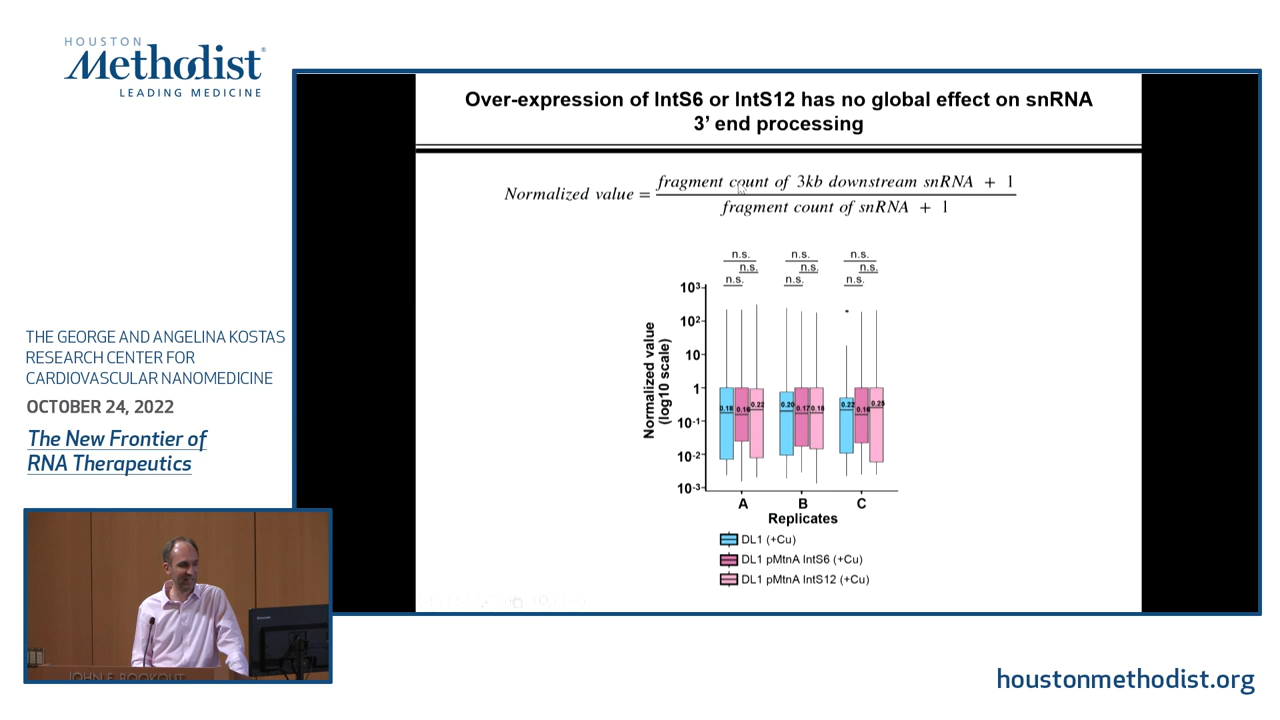 HOUSTON
Methodist®
LEADING MEDICINE
THE GEORGE AND ANGELINA KOSTAS
RESEARCH CENTER FOR
CARDIOVASCULAR NANOMEDICINE
OCTOBER 24, 2022
The New Frontier of
RNA Therapeutics
Over-expression of IntS6 or IntS12 has no global effect on snRNA
3’ end processing
Normalized value = fragment count of 3kb downstream snRNA + 1
fragment count of snRNA + 1
n.s. n.s. n.s.
n.s. n.s. n.s.
n.s. n.s. n.s.
Normalized value
(log10 scale)
10³
10²
10
1
10⁻¹
10⁻²
10⁻³
0.18 0.16 0.22 0.20 0.17 0.18 0.22 0.16 0.25
A B C
Replicates
DL1 (+Cu)
DL1 pMtnA IntS6 (+Cu)
DL1 pMtnA IntS12 (+Cu)
JOHN F. BOOKOUT
houstonmethodist.org